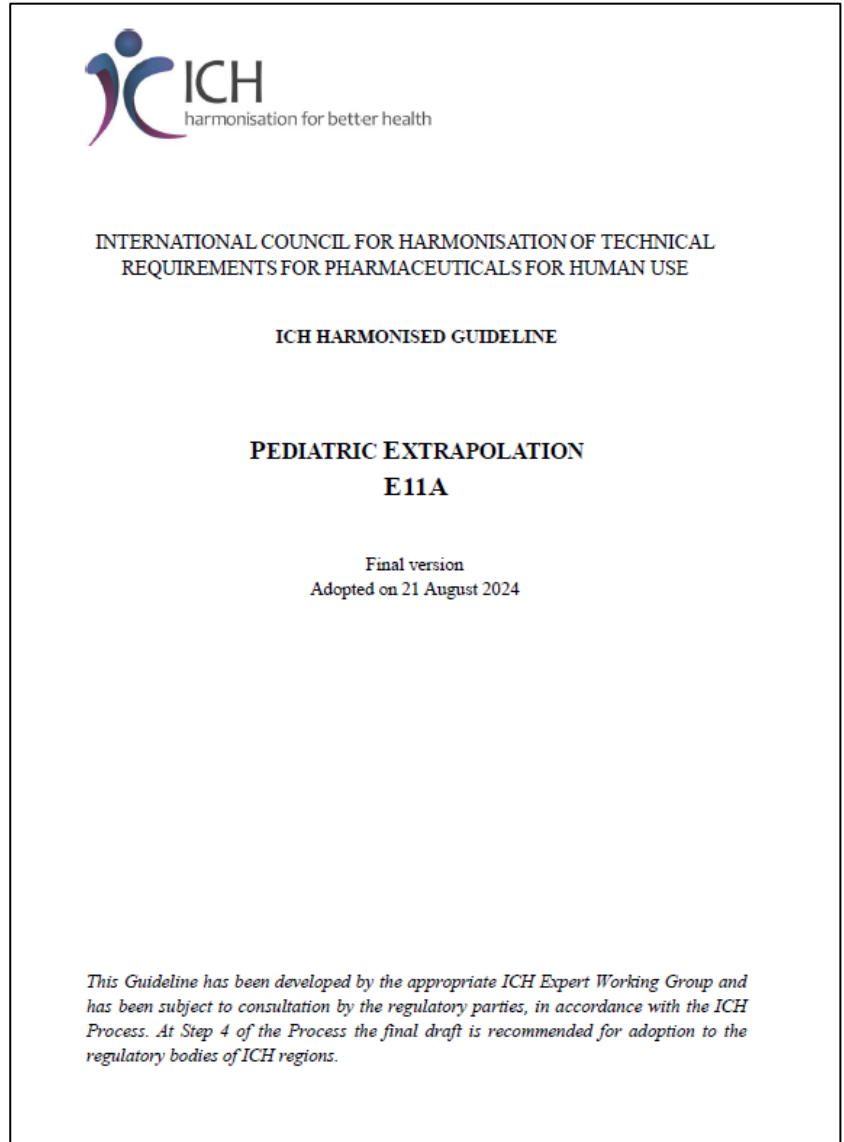 ICH
harmonisation for better health
INTERNATIONAL COUNCIL FOR HARMONISATION OF TECHNICAL
REQUIREMENTS FOR PHARMACEUTICALS FOR HUMAN USE
ICH HARMONISED GUIDELINE
PEDIATRIC EXTRAPOLATION
E11A
Final version
Adopted on 21 August 2024
This Guideline has been developed by the appropriate ICH Expert Working Group and
has been subject to consultation by the regulatory parties, in accordance with the ICH
Process. At Step 4 of the Process the final draft is recommended for adoption to the
regulatory bodies of ICH regions.